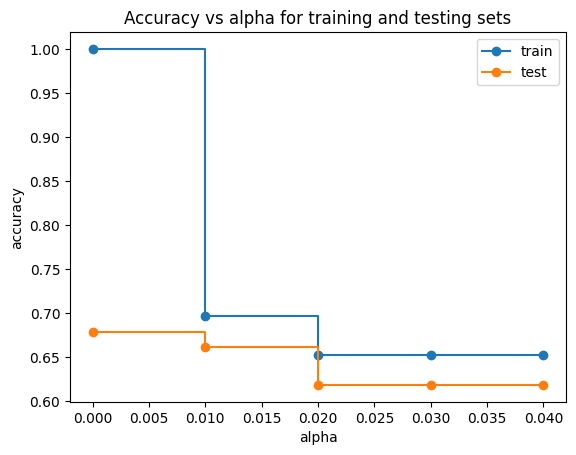 Accuracy vs alpha for training and testing sets
train
test
accuracy
1.00
0.95
0.90
0.85
0.80
0.75
0.70
0.65
0.60
0.000 0.005 0.010 0.015 0.020 0.025 0.030 0.035 0.040
alpha